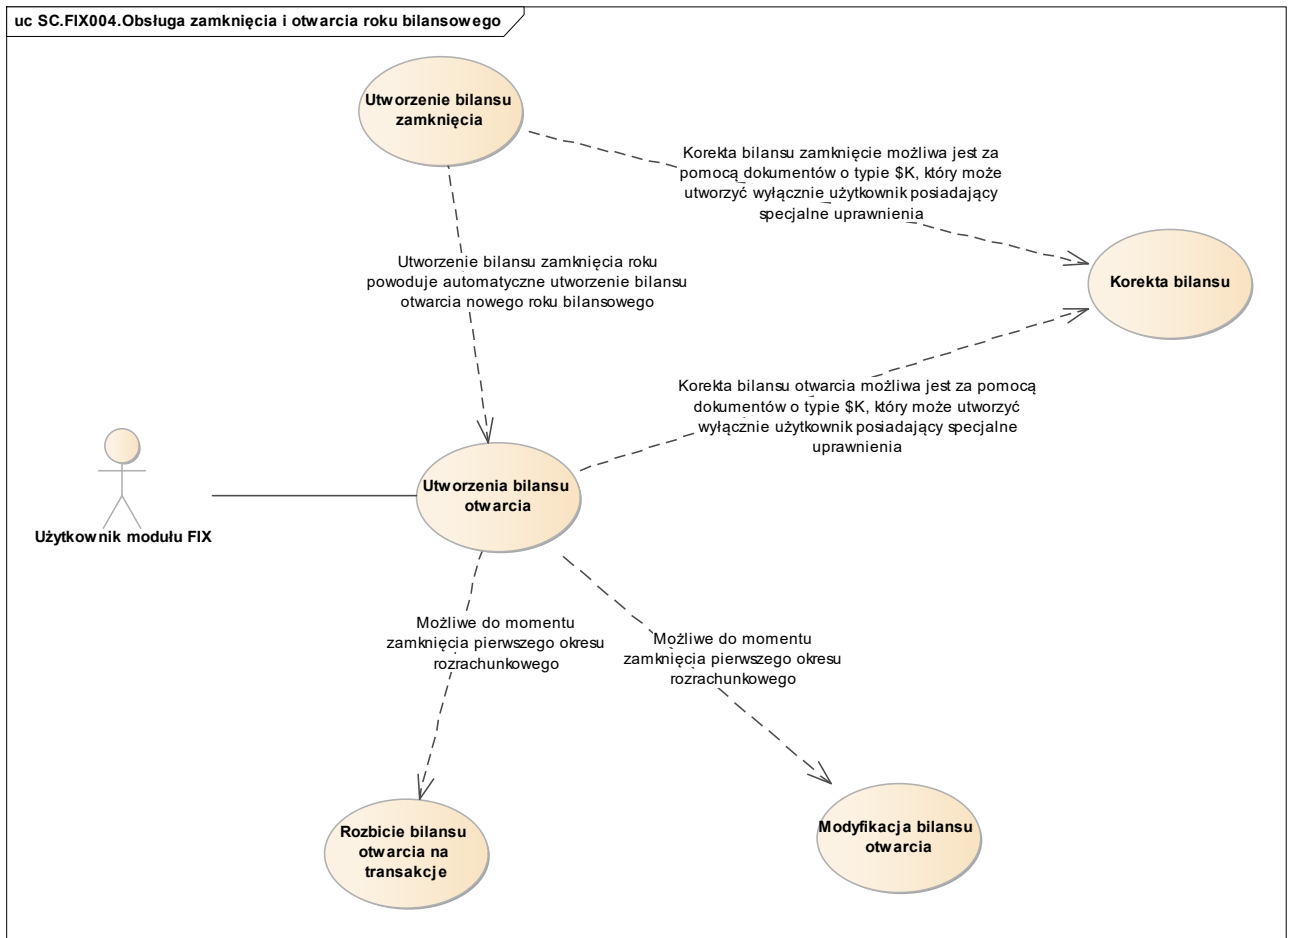 uc SC.FIX004.Obsługa zamknięcia i otwarcia roku bilansowego
Utworzenie bilansu
zamknięcia
Korekta bilansu zamknięcie możliwa jest za
pomocą dokumentów o typie $K, który może
utworzyć wyłącznie użytkownik posiadający
specjalne uprawnienia
Utworzenie bilansu zamknięcia roku
powoduje automatyczne utworzenie bilansu
otwarcia nowego roku bilansowego
Korekta bilansu
Korekta bilansu otwarcia możliwa jest za pomocą
dokumentów o typie $K, który może utworzyć
wyłącznie użytkownik posiadający specjalne
uprawnienia
Utworzenia bilansu
otwarcia
Użytkownik modułu FIX
Możliwe do momentu
zamknięcia pierwszego okresu
rozrachunkowego
Możliwe do momentu
zamknięcia pierwszego okresu
rozrachunkowego
Rozbicie bilansu
otwarcia na
transakcje
Modyfikacja bilansu
otwarcia